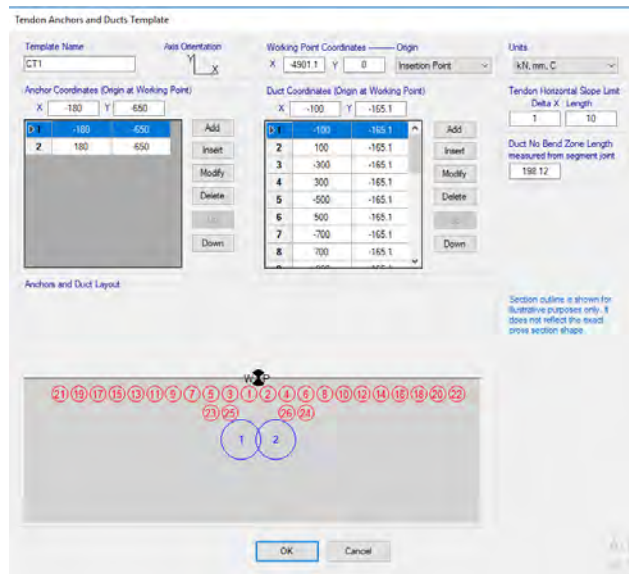 Tendon Anchors and Ducts Template
Template Name Axis Orientation Working Point Coordinates Origin Units
CT1 Y X X -4901.1 Y 0 Insertion Point kN, mm, C
Anchor Coordinates (Origin at Working Point) Duct Coordinates (Origin at Working Point) Tendon Horizontal Slope Limit
X -180 Y -650 X -100 Y -165.1 Delta X Length
1 10
1 -180 -650 Add 1 -100 -165.1 Add
2 180 -650 Insert 2 100 -165.1 Insert
Duct No Bend Zone Length
measured from segment joint
198.12
3 -300 -165.1
Modify 4 300 -165.1 Modify
Delete 5 -500 -165.1 Delete
6 500 -165.1
Down 7 -700 -165.1 Down
8 700 -165.1
Anchors and Duct Layout
Section outline is shown for
illustrative purposes only. It
does not reflect the exact
cross section shape.
W P
21 19 17 15 13 11 9 7 5 3 1 2 4 6 8 10 12 14 16 18 20 22
23 25 26 24
1 2
OK Cancel